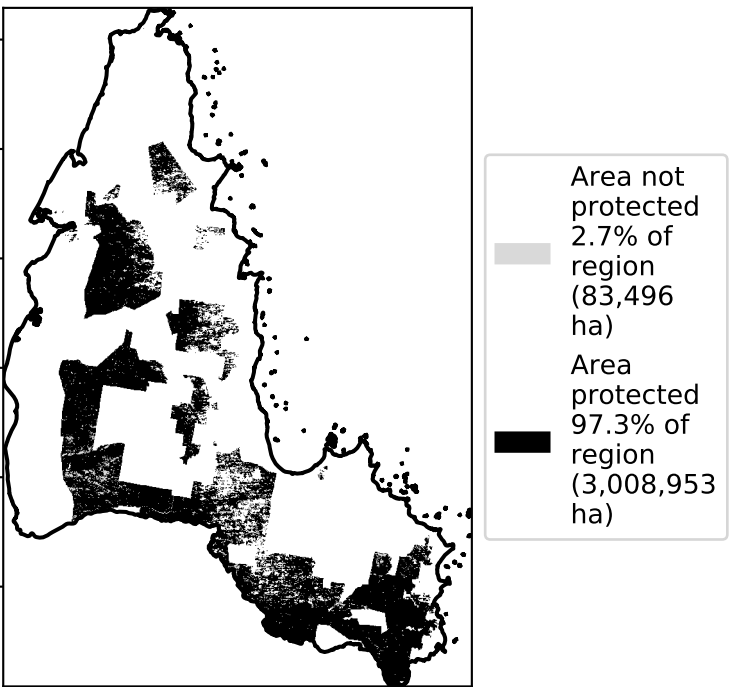 Area not
protected
2.7% of
region
(83,496
ha)
Area
protected
97.3% of
region
(3,008,953
ha)